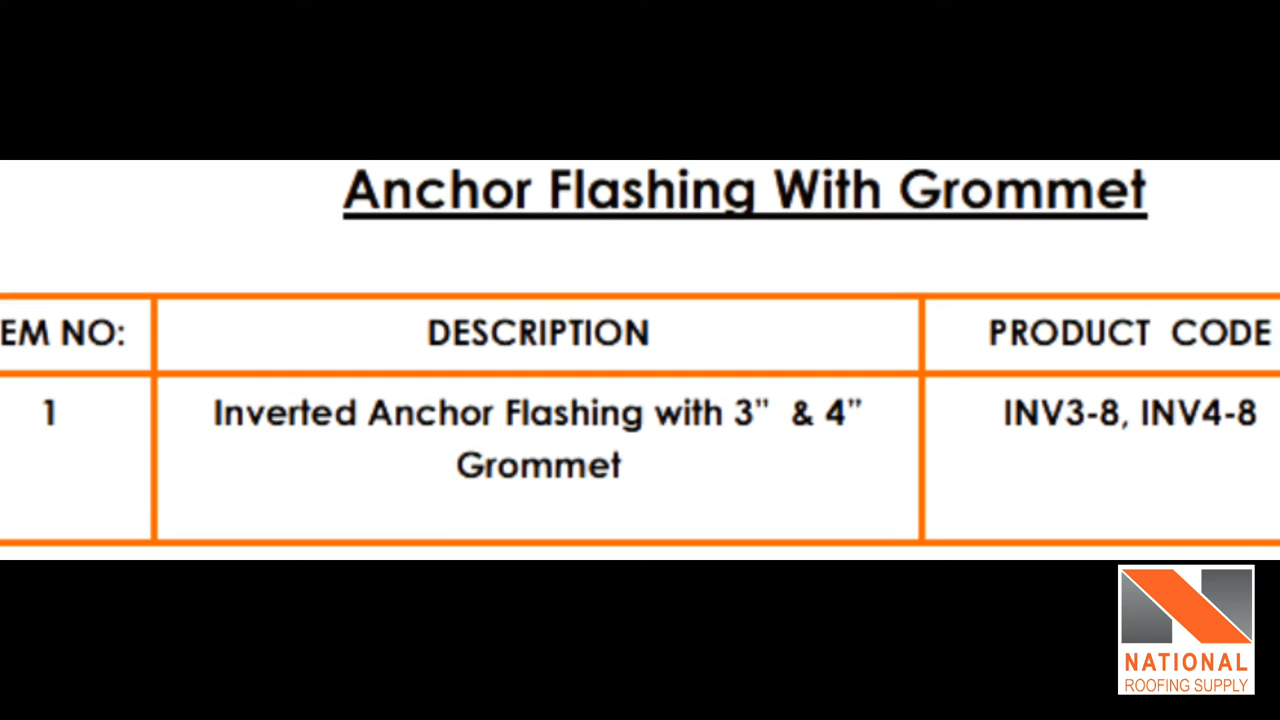 Anchor Flashing With Grommet
EM NO:
DESCRIPTION
PRODUCT CODE
1
Inverted Anchor Flashing with 3” & 4”
Grommet
INV3-8, INV4-8
NATIONAL
ROOFING SUPPLY